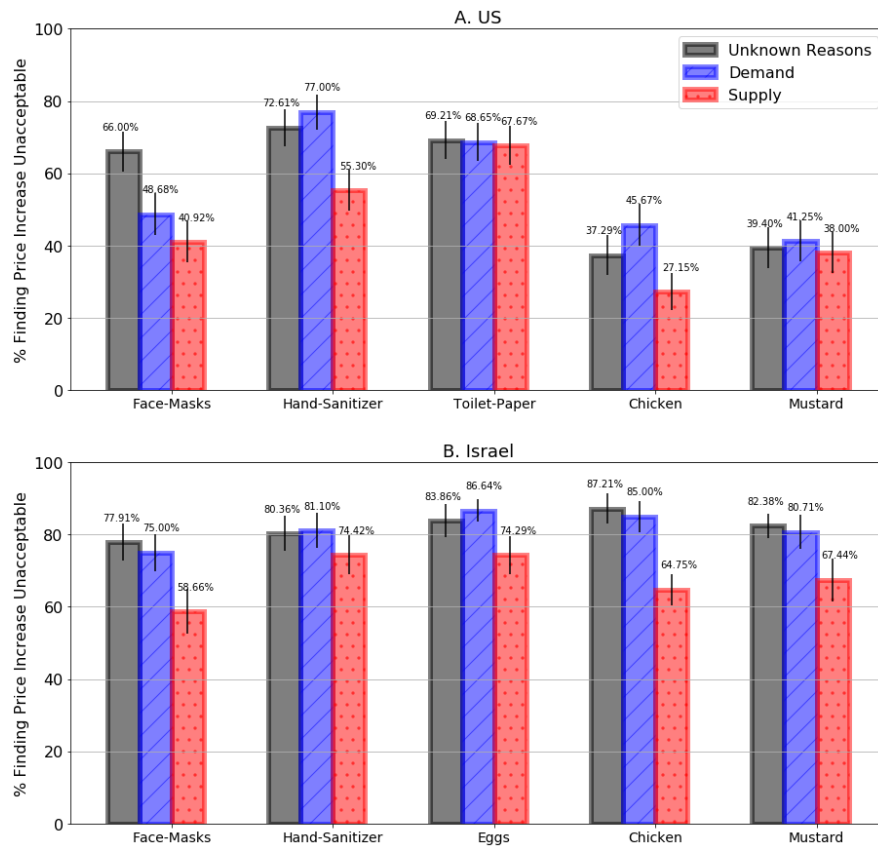 A. US
% Finding Price Increase Unacceptable
100
80
60
40
20
0
Unknown Reasons
Demand
Supply
66.00%
48.68%
40.92%
72.61%
77.00%
55.30%
69.21%
68.65%
67.67%
37.29%
45.67%
27.15%
39.40%
41.25%
38.00%
Face-Masks
Hand-Sanitizer
Toilet-Paper
Chicken
Mustard
B. Israel
% Finding Price Increase Unacceptable
100
80
60
40
20
0
77.91%
75.00%
58.66%
80.36%
81.10%
74.42%
83.86%
86.64%
74.29%
87.21%
85.00%
64.75%
82.38%
80.71%
67.44%
Face-Masks
Hand-Sanitizer
Eggs
Chicken
Mustard